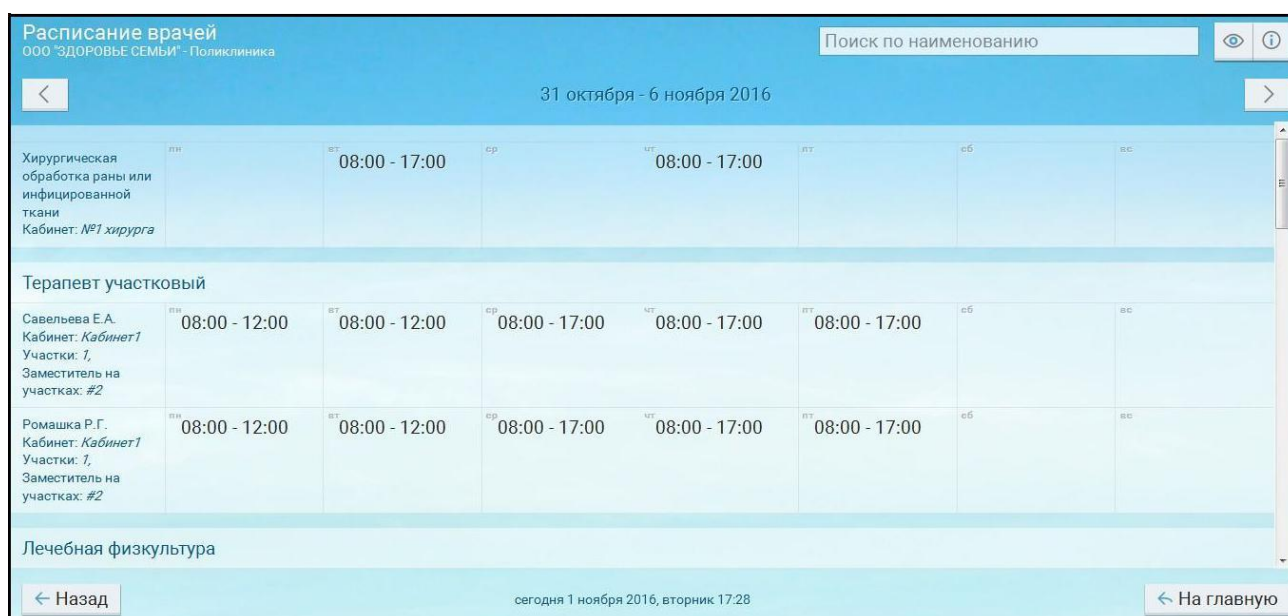 Расписание врачей
ООО "ЗДОРОВЬЕ СЕМЬИ" - Поликлиника
Поиск по наименованию
31 октября - 6 ноября 2016
Хирургическая
обработка раны или
инфицированной
ткани
Кабинет: №1 хирурга
пн
вт
08:00 - 17:00
ср
чт
08:00 - 17:00
пт
сб
вс
Терапевт участковый
Савельева Е.А.
Кабинет: Кабинет1
Участки: 1,
Заместитель на
участках: #2
пн
08:00 - 12:00
вт
08:00 - 12:00
ср
08:00 - 17:00
чт
08:00 - 17:00
пт
08:00 - 17:00
сб
вс
Ромашка Р.Г.
Кабинет: Кабинет1
Участки: 1,
Заместитель на
участках: #2
пн
08:00 - 12:00
вт
08:00 - 12:00
ср
08:00 - 17:00
чт
08:00 - 17:00
пт
08:00 - 17:00
сб
вс
Лечебная физкультура
← Назад
сегодня 1 ноября 2016, вторник 17:28
← На главную